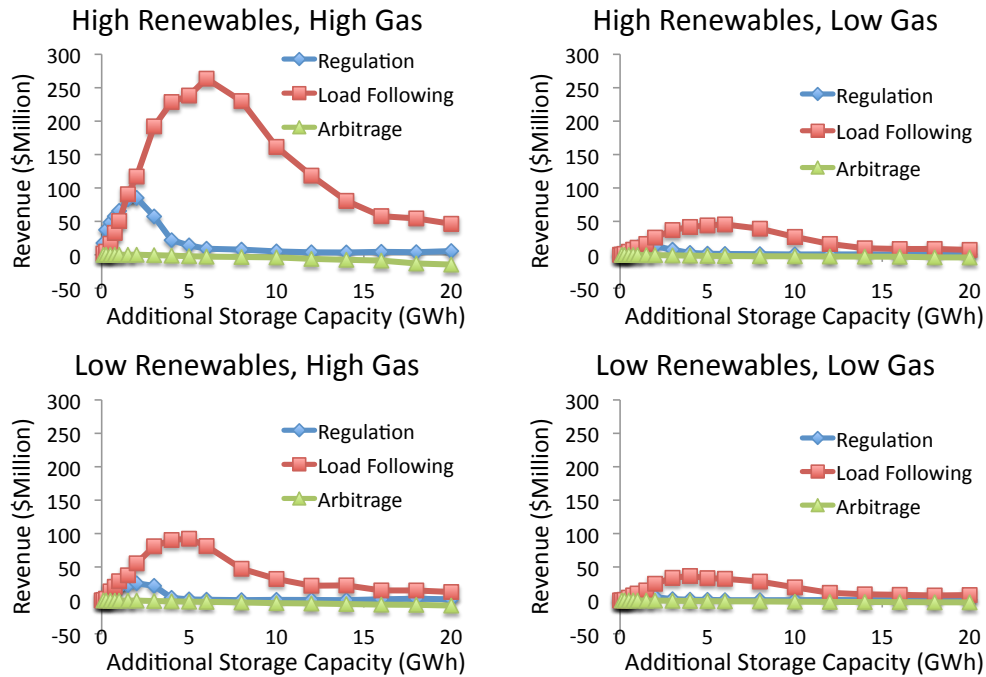 High Renewables, High Gas
300
250
200
150
100
50
0
-50
Revenue ($Million)
Regulation
Load Following
Arbitrage
0 5 10 15 20
Additional Storage Capacity (GWh)
High Renewables, Low Gas
300
250
200
150
100
50
0
-50
Revenue ($Million)
Regulation
Load Following
Arbitrage
0 5 10 15 20
Additional Storage Capacity (GWh)
Low Renewables, High Gas
300
250
200
150
100
50
0
-50
Revenue ($Million)
Regulation
Load Following
Arbitrage
0 5 10 15 20
Additional Storage Capacity (GWh)
Low Renewables, Low Gas
300
250
200
150
100
50
0
-50
Revenue ($Million)
Regulation
Load Following
Arbitrage
0 5 10 15 20
Additional Storage Capacity (GWh)